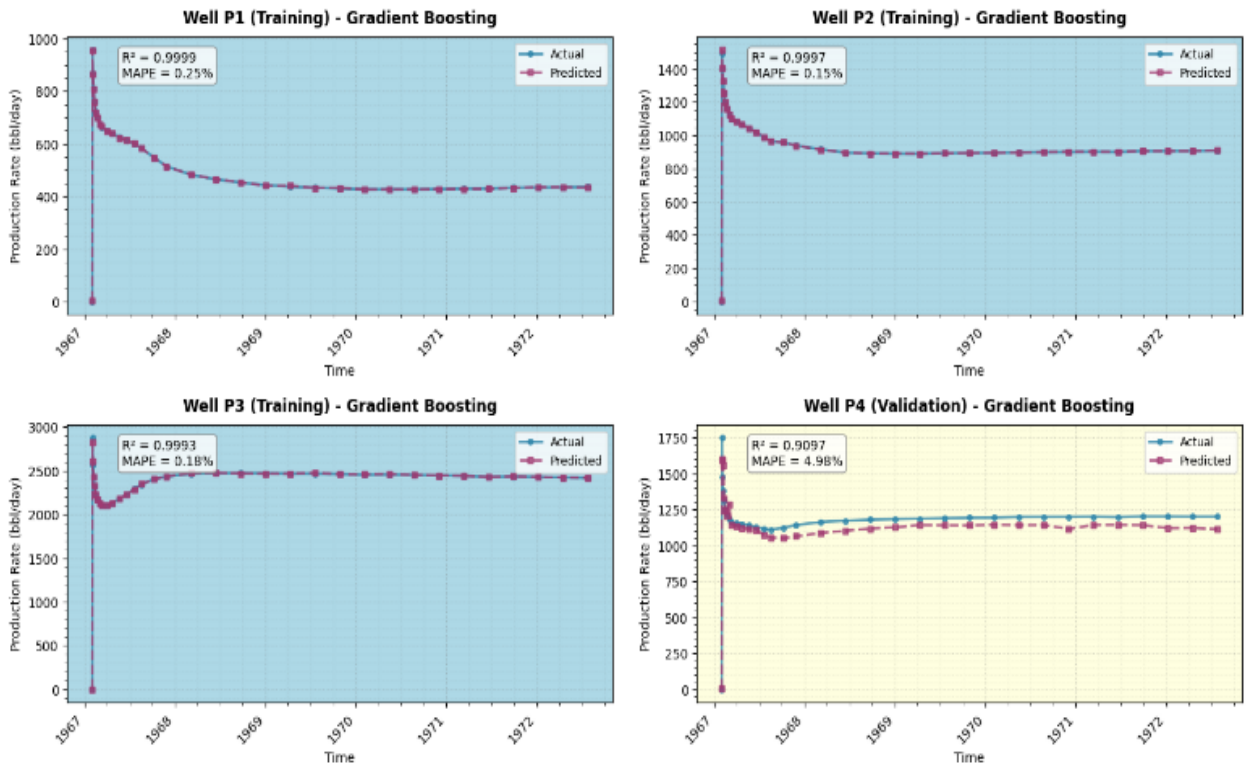 Well P1 (Training) - Gradient Boosting
R² = 0.9999
MAPE = 0.25%
Actual
Predicted
Production Rate (bbl/day)
1000
800
600
400
200
0
1967
1968
1969
1970
1971
1972
Time
Well P2 (Training) - Gradient Boosting
R² = 0.9997
MAPE = 0.15%
Actual
Predicted
Production Rate (bbl/day)
1400
1200
1000
800
600
400
200
0
1967
1968
1969
1970
1971
1972
Time
Well P3 (Training) - Gradient Boosting
R² = 0.9993
MAPE = 0.18%
Actual
Predicted
Production Rate (bbl/day)
3000
2500
2000
1500
1000
500
0
1967
1968
1969
1970
1971
1972
Time
Well P4 (Validation) - Gradient Boosting
R² = 0.9097
MAPE = 4.98%
Actual
Predicted
Production Rate (bbl/day)
1750
1500
1250
1000
750
500
250
0
1967
1968
1969
1970
1971
1972
Time